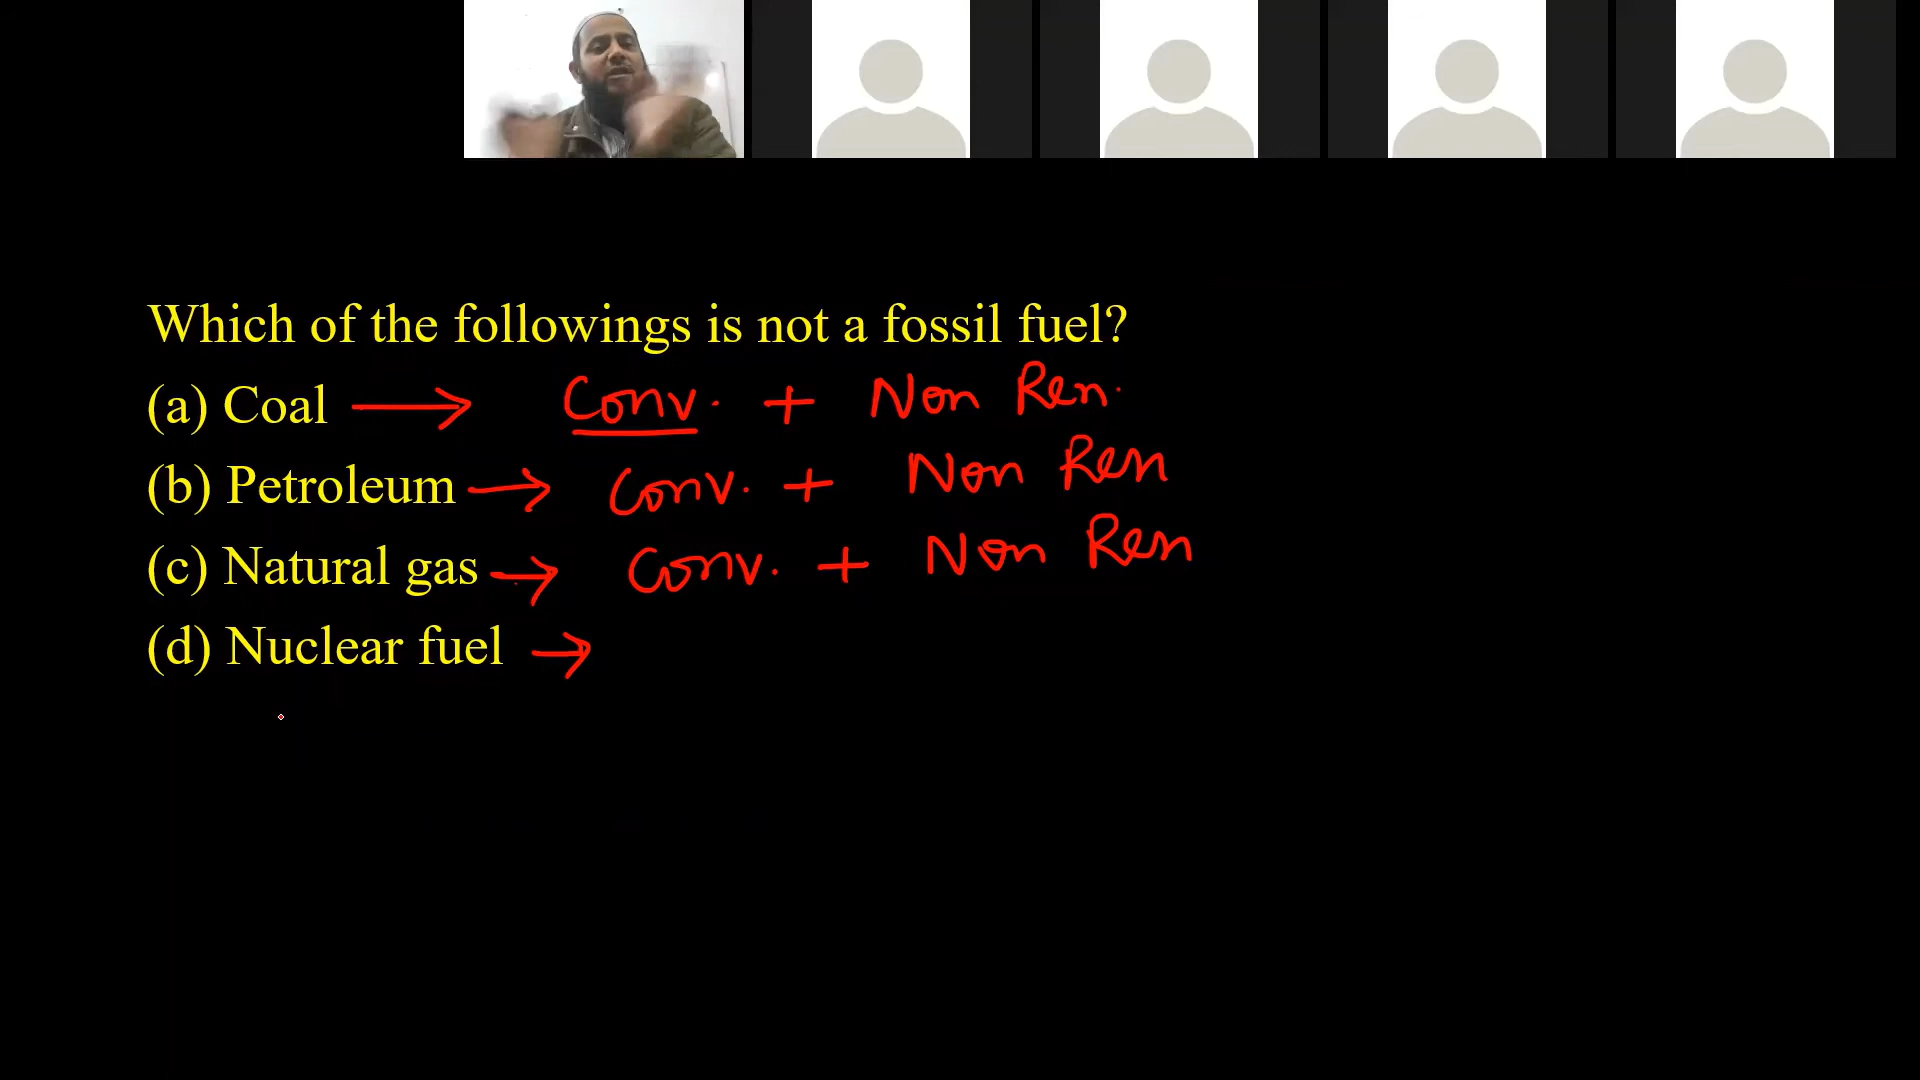 Which of the followings is not a fossil fuel?
(a) Coal → Conv. + Non Ren.
(b) Petroleum → Conv. + Non Ren
(c) Natural gas → Conv. + Non Ren
(d) Nuclear fuel →